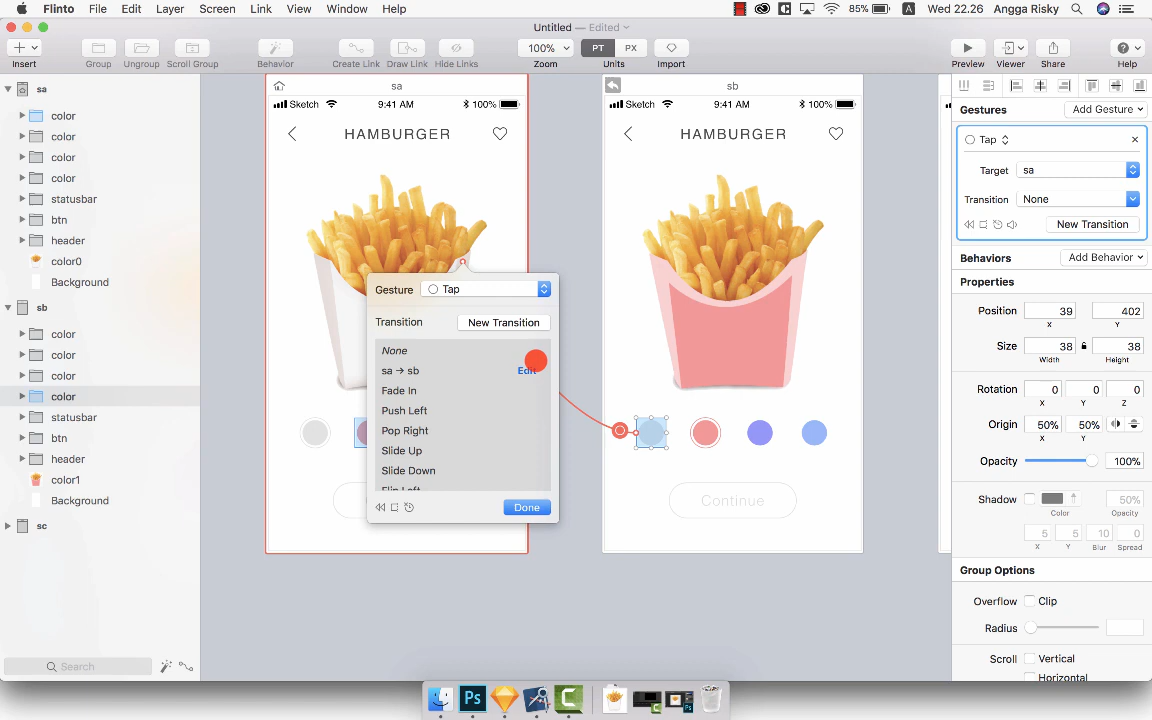 Flinto File Edit Layer Screen Link View Window Help
85% A Wed 22.26 Angga Risky
Untitled — Edited
100% PT PX
Insert Group Ungroup Scroll Group Behavior Create Link Draw Link Hide Links Zoom Units Import Preview Viewer Share Help
sa
color
color
color
color
statusbar
btn
header
color0
Background
sb
color
color
color
color
statusbar
btn
header
color1
Background
sc
Search
sa
Sketch 9:41 AM 100%
HAMBURGER
sb
Sketch 9:41 AM 100%
HAMBURGER
Continue
Gesture Tap
Transition New Transition
None
sa → sb Edit
Fade In
Push Left
Pop Right
Slide Up
Slide Down
Flip Left
Done
Gestures Add Gesture
Tap
Target sa
Transition None
New Transition
Behaviors Add Behavior
Properties
Position 39 402
X Y
Size 38 38
Width Height
Rotation 0 0 0
X Y Z
Origin 50% 50%
X Y
Opacity 100%
Shadow 50%
Color Opacity
5 5 10 0
X Y Blur Spread
Group Options
Overflow Clip
Radius
Scroll Vertical
Horizontal
Ps